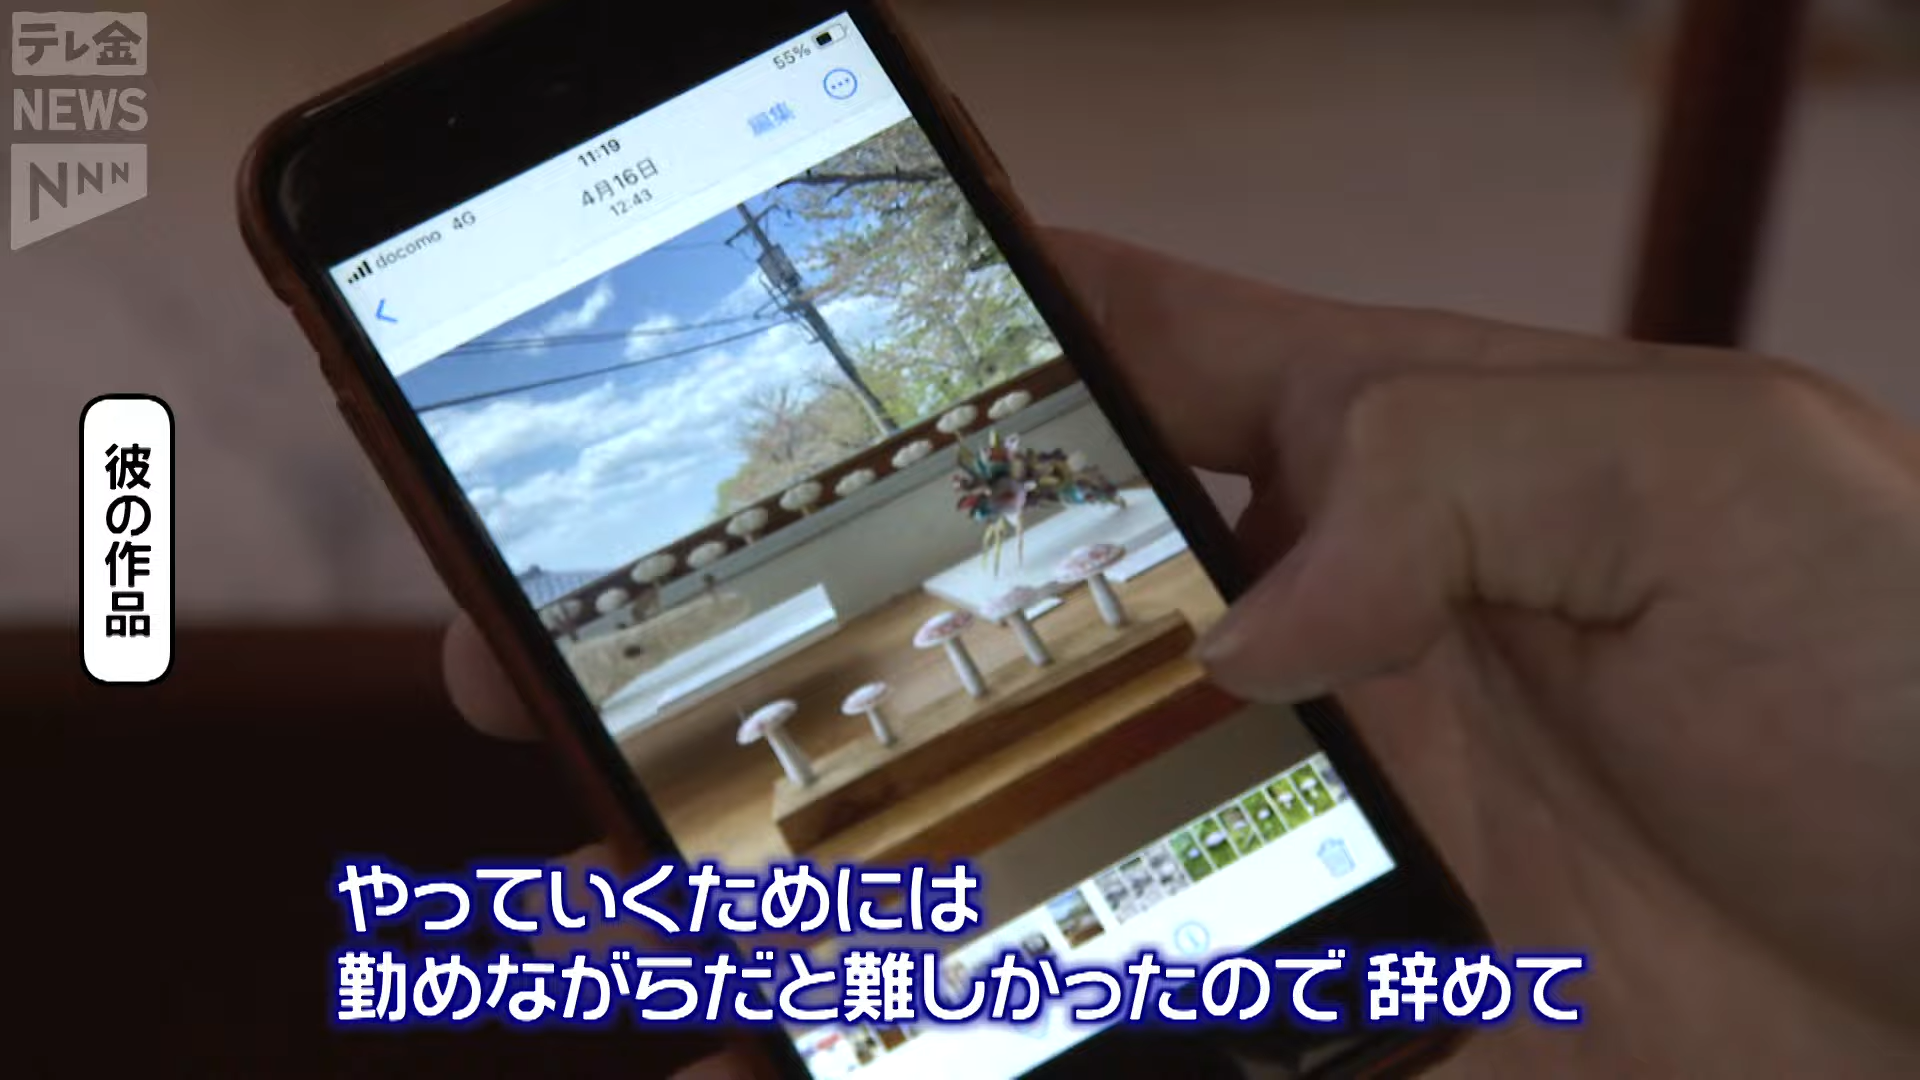 テレ金
NEWS
NNN
55%
編集
11:19
4月16日
12:43
docomo 4G
彼の作品
やっていくためには
勤めながらだと難しかったので 辞めて